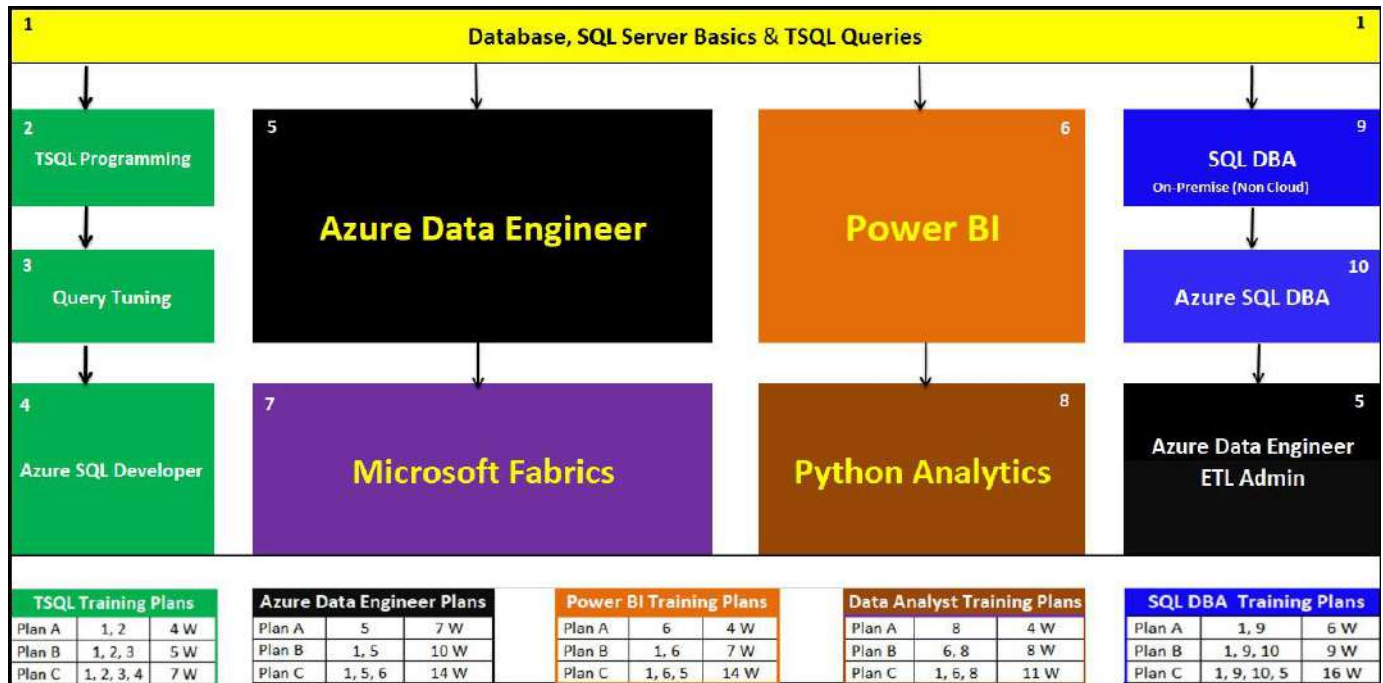 1 Database, SQL Server Basics & TSQL Queries 1
2
TSQL Programming
3
Query Tuning
4
Azure SQL Developer
5
Azure Data Engineer
7
Microsoft Fabrics
6
Power BI
8
Python Analytics
9
SQL DBA
On-Premise (Non Cloud)
10
Azure SQL DBA
5
Azure Data Engineer
ETL Admin
TSQL Training Plans
Plan A 1, 2 4 W
Plan B 1, 2, 3 5 W
Plan C 1, 2, 3, 4 7 W
Azure Data Engineer Plans
Plan A 5 7 W
Plan B 1, 5 10 W
Plan C 1, 5, 6 14 W
Power BI Training Plans
Plan A 6 4 W
Plan B 1, 6 7 W
Plan C 1, 6, 5 14 W
Data Analyst Training Plans
Plan A 8 4 W
Plan B 6, 8 8 W
Plan C 1, 6, 8 11 W
SQL DBA Training Plans
Plan A 1, 9 6 W
Plan B 1, 9, 10 9 W
Plan C 1, 9, 10, 5 16 W